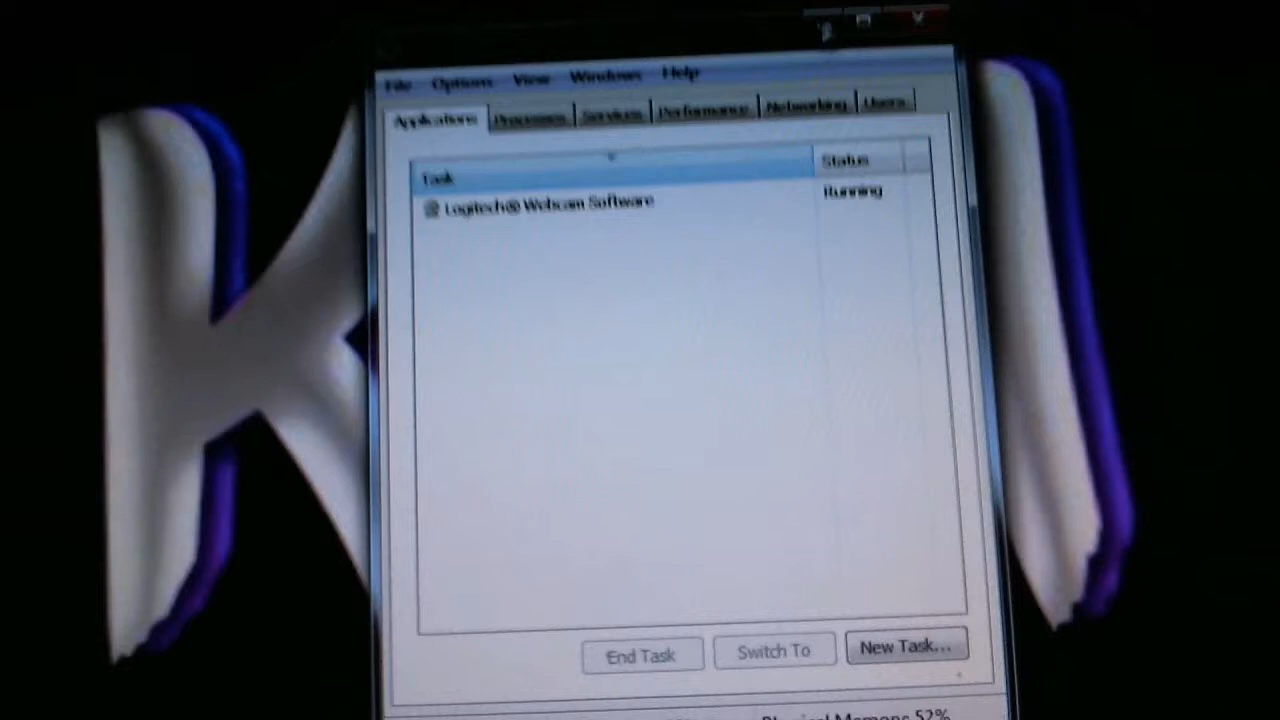 File Options View Windows Help
Applications Processes Services Performance Networking Users
Task Status
Logitech® Webcam Software Running
End Task Switch To New Task...
Physical Memory: 52%
K